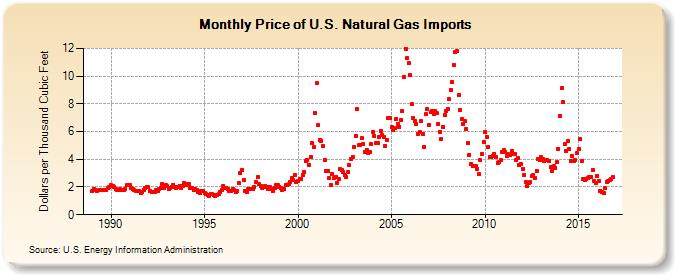 Monthly Price of U.S. Natural Gas Imports
Dollars per Thousand Cubic Feet
12
10
8
6
4
2
0
1990 1995 2000 2005 2010 2015
Source: U.S. Energy Information Administration